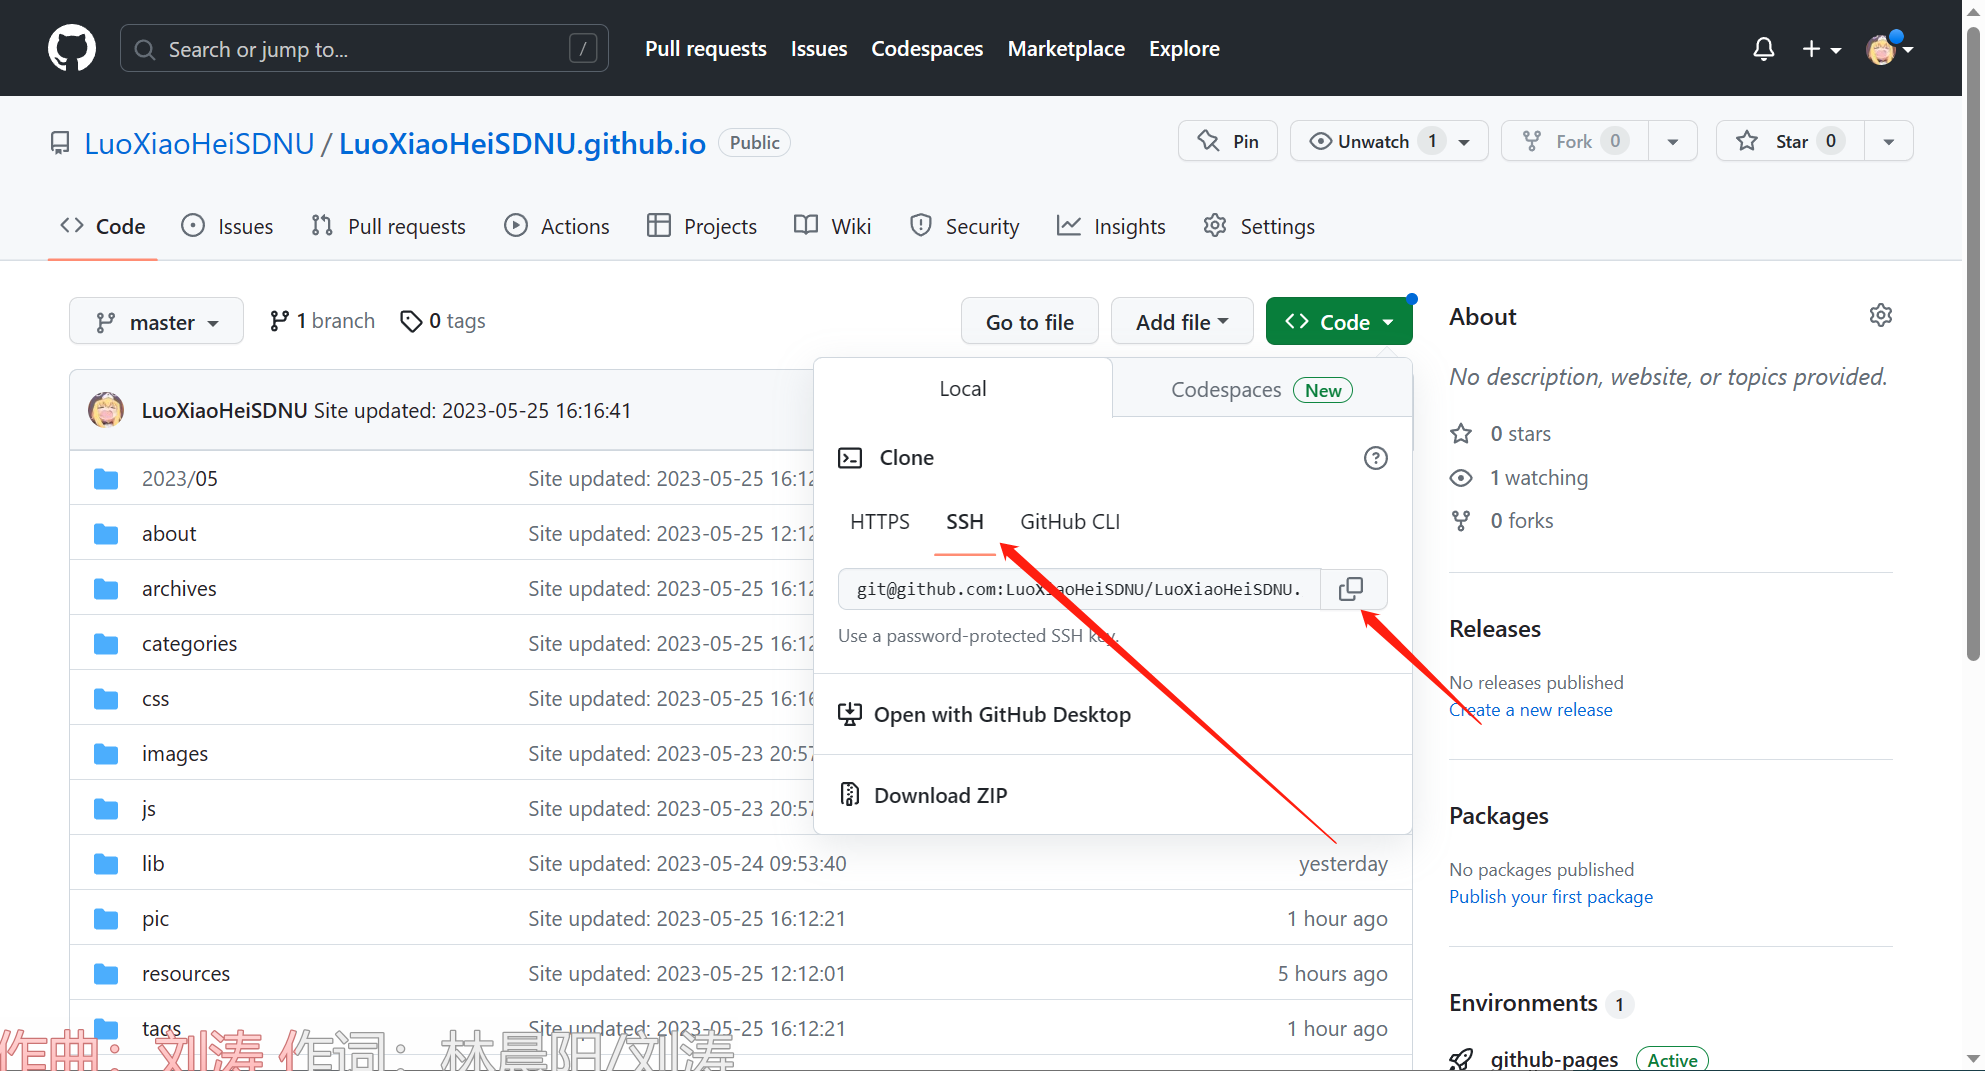 Search or jump to...
/
Pull requests
Issues
Codespaces
Marketplace
Explore
LuoXiaoHeiSDNU / LuoXiaoHeiSDNU.github.io
Public
Pin
Unwatch 1
Fork 0
Star 0
Code
Issues
Pull requests
Actions
Projects
Wiki
Security
Insights
Settings
master
1 branch
0 tags
Go to file
Add file
Code
LuoXiaoHeiSDNU Site updated: 2023-05-25 16:16:41
Local
Codespaces New
Clone
HTTPS
SSH
GitHub CLI
git@github.com:LuoXiaoHeiSDNU/LuoXiaoHeiSDNU.
Use a password-protected SSH key.
Open with GitHub Desktop
Download ZIP
2023/05 Site updated: 2023-05-25 16:12
about Site updated: 2023-05-25 12:12
archives Site updated: 2023-05-25 16:12
categories Site updated: 2023-05-25 16:12
css Site updated: 2023-05-25 16:16
images Site updated: 2023-05-23 20:57
js Site updated: 2023-05-23 20:57
lib Site updated: 2023-05-24 09:53:40 yesterday
pic Site updated: 2023-05-25 16:12:21 1 hour ago
resources Site updated: 2023-05-25 12:12:01 5 hours ago
tags Site updated: 2023-05-25 16:12:21 1 hour ago
作曲：刘涛 作词：林晨阳/刘涛
About
No description, website, or topics provided.
0 stars
1 watching
0 forks
Releases
No releases published
Create a new release
Packages
No packages published
Publish your first package
Environments 1
github-pages Active